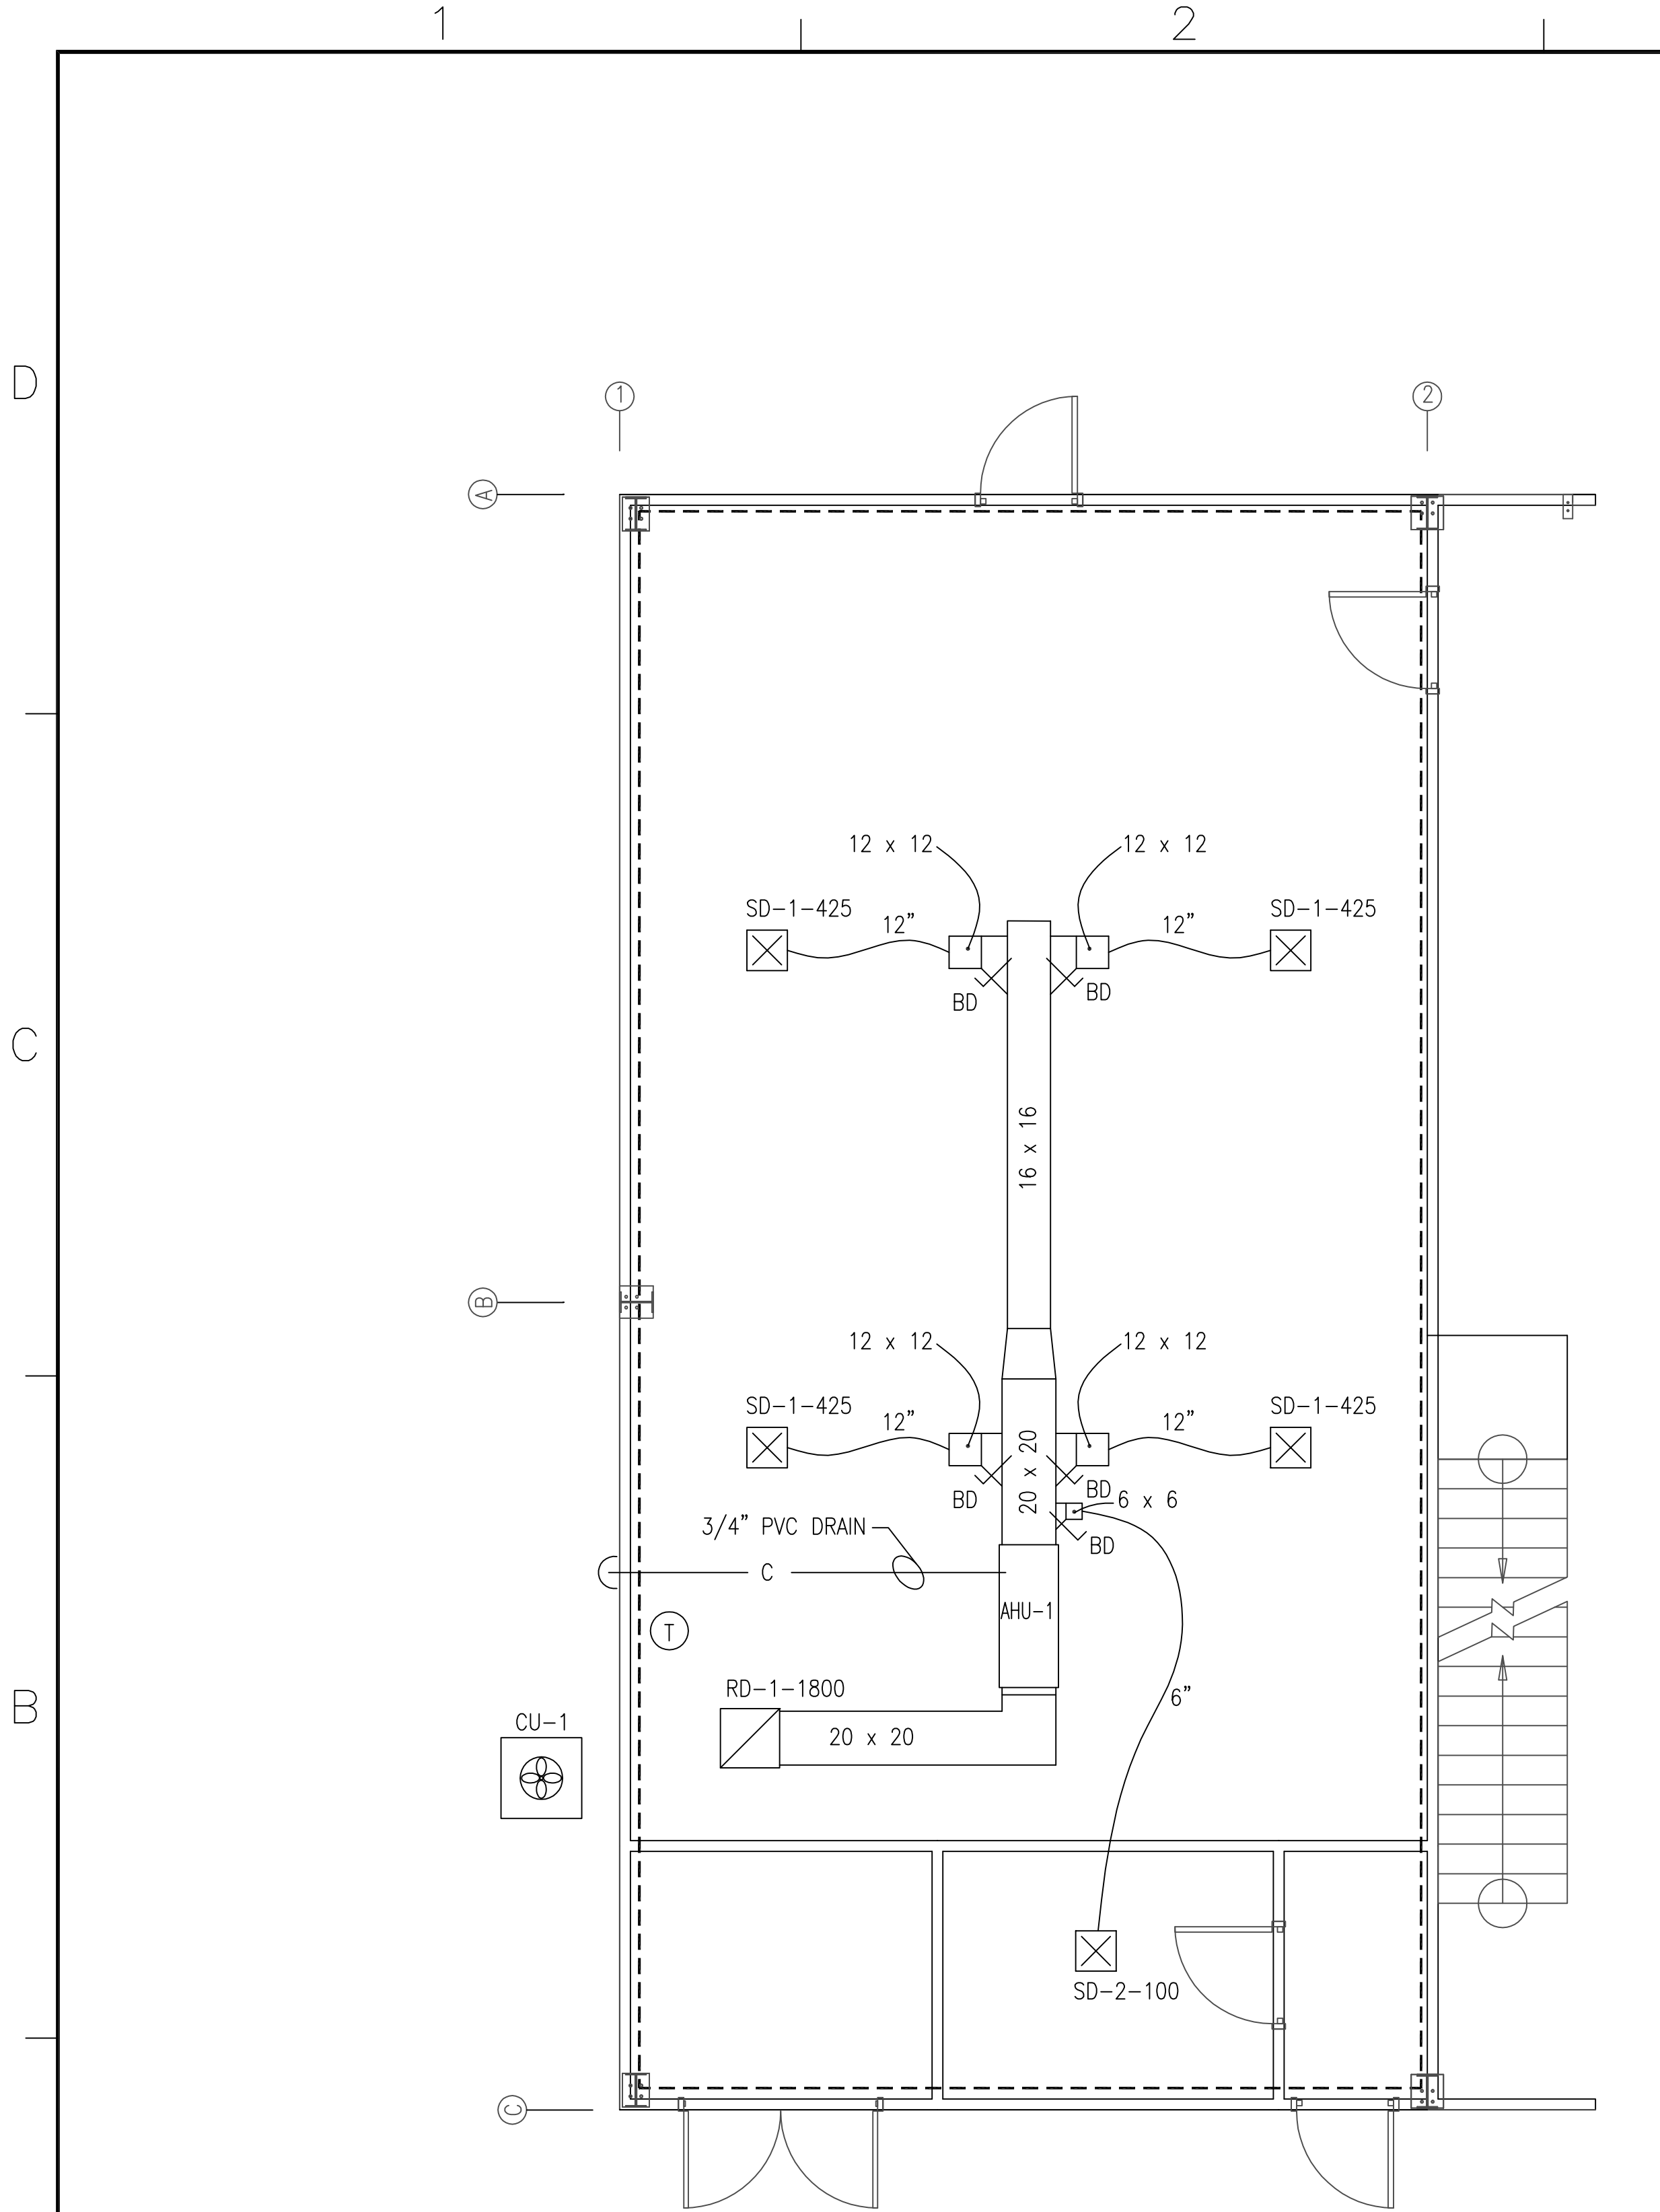 1
2
D
1
2
A
12 x 12
12 x 12
SD-1-425
12"
12"
SD-1-425
BD
BD
C
16 x 16
B
12 x 12
12 x 12
SD-1-425
12"
12"
SD-1-425
20 x 20
BD
BD
6 x 6
3/4" PVC DRAIN
BD
C
AHU-1
T
RD-1-1800
6"
B
CU-1
20 x 20
SD-2-100
C